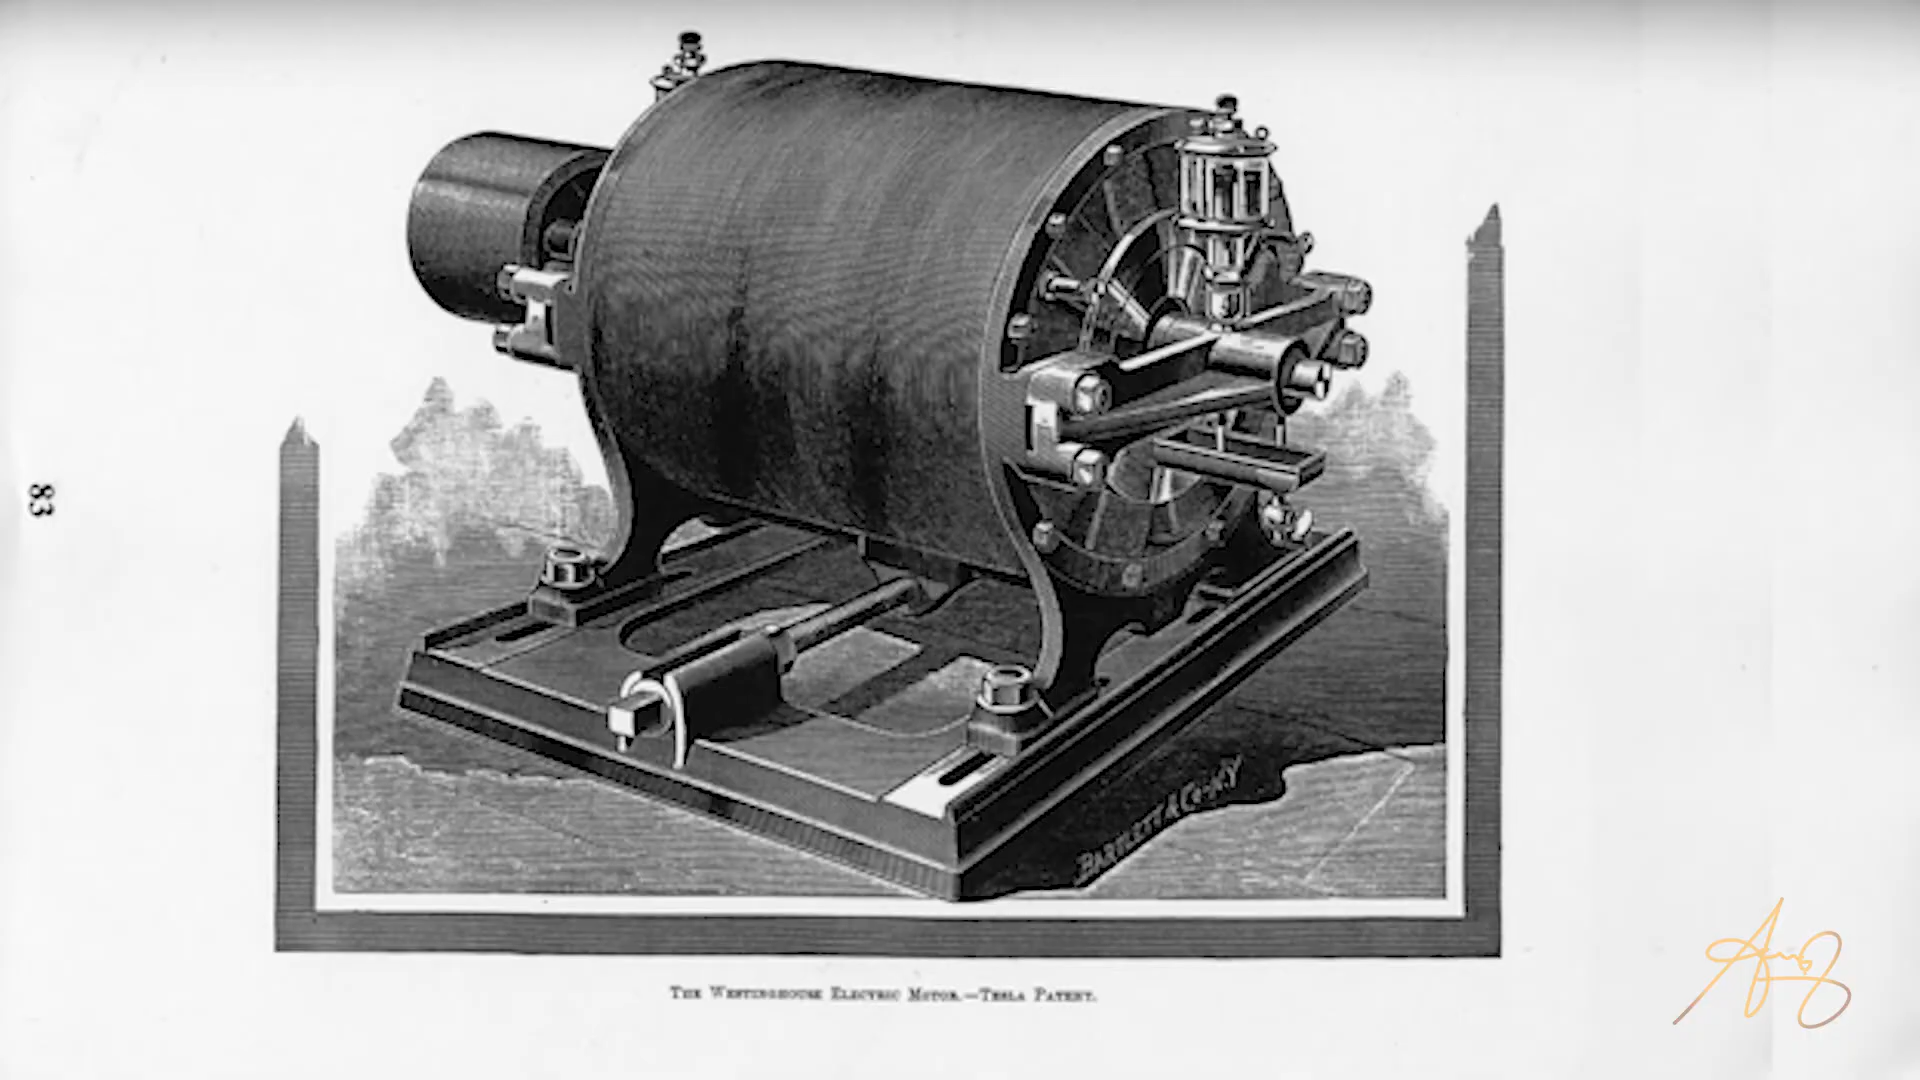 83
BARTLETT & CO. N.Y
THE WESTINGHOUSE ELECTRIC MOTOR.—TESLA PATENT.